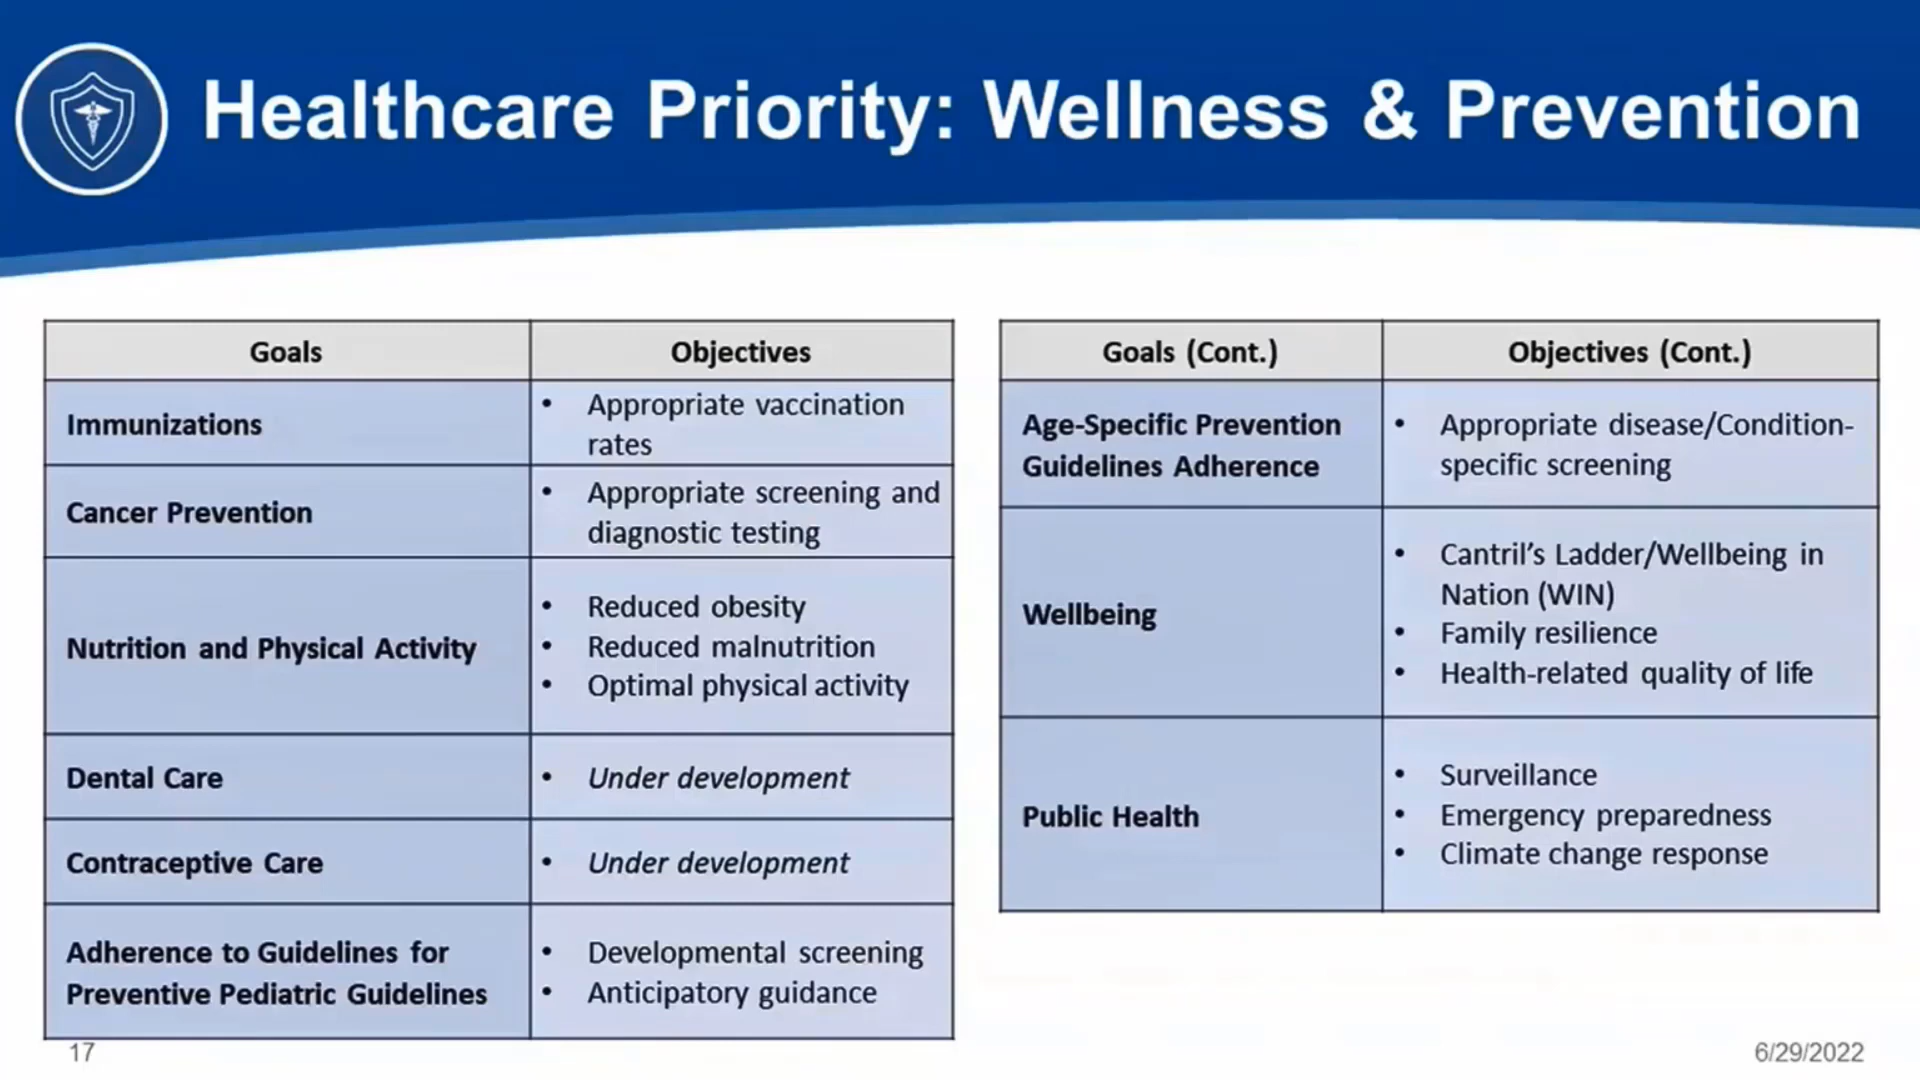 Healthcare Priority: Wellness & Prevention
Goals
Objectives
Immunizations
• Appropriate vaccination
rates
Cancer Prevention
• Appropriate screening and
diagnostic testing
Nutrition and Physical Activity
• Reduced obesity
• Reduced malnutrition
• Optimal physical activity
Dental Care
• Under development
Contraceptive Care
• Under development
Adherence to Guidelines for
Preventive Pediatric Guidelines
• Developmental screening
• Anticipatory guidance
Goals (Cont.)
Objectives (Cont.)
Age-Specific Prevention
Guidelines Adherence
• Appropriate disease/Condition-
specific screening
Wellbeing
• Cantril’s Ladder/Wellbeing in
Nation (WIN)
• Family resilience
• Health-related quality of life
Public Health
• Surveillance
• Emergency preparedness
• Climate change response
17
6/29/2022